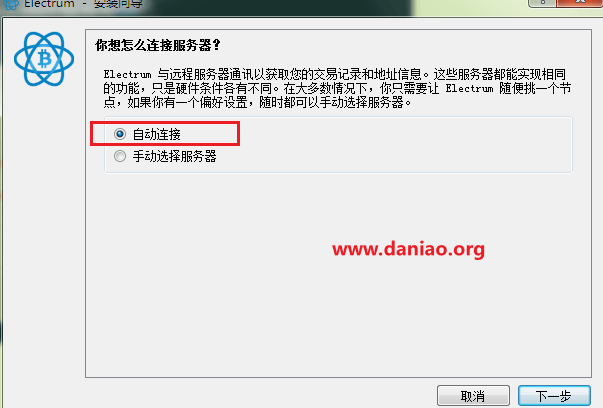 Electrum - 安装向导
你想怎么连接服务器？
Electrum 与远程服务器通讯以获取您的交易记录和地址信息。这些服务器都能实现相同
的功能，只是硬件条件各有不同。在大多数情况下，你只需要让 Electrum 随便挑一个节
点，如果你有一个偏好设置，随时都可以手动选择服务器。
自动连接
手动选择服务器
www.daniao.org
取消
下一步